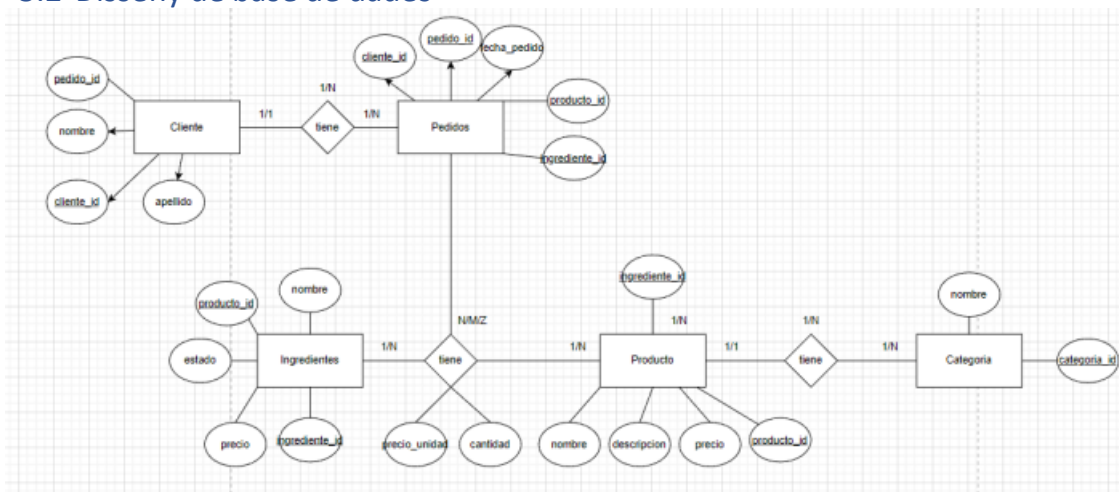 pedido_id
cliente_id
fecha_pedido
pedido_id
1/N
producto_id
nombre
Cliente
1/1
tiene
1/N
Pedidos
ingrediente_id
cliente_id
apellido
ingrediente_id
nombre
nombre
producto_id
N/M/Z
1/N
1/N
estado
Ingredientes
1/N
tiene
1/N
Producto
1/1
tiene
1/N
Categoria
categoria_id
precio
ingrediente_id
precio_unidad
cantidad
nombre
descripcion
precio
producto_id